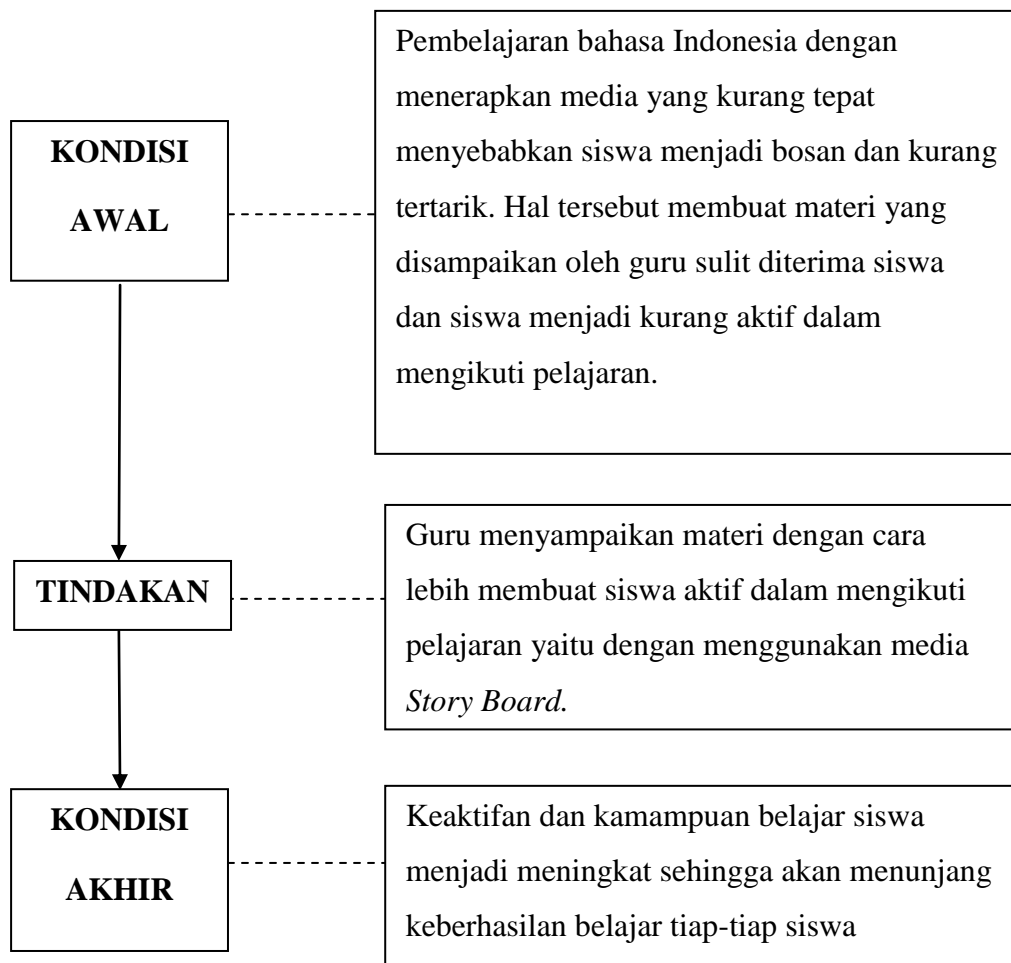 KONDISI
AWAL
Pembelajaran bahasa Indonesia dengan
menerapkan media yang kurang tepat
menyebabkan siswa menjadi bosan dan kurang
tertarik. Hal tersebut membuat materi yang
disampaikan oleh guru sulit diterima siswa
dan siswa menjadi kurang aktif dalam
mengikuti pelajaran.
TINDAKAN
Guru menyampaikan materi dengan cara
lebih membuat siswa aktif dalam mengikuti
pelajaran yaitu dengan menggunakan media
Story Board.
KONDISI
AKHIR
Keaktifan dan kamampuan belajar siswa
menjadi meningkat sehingga akan menunjang
keberhasilan belajar tiap-tiap siswa